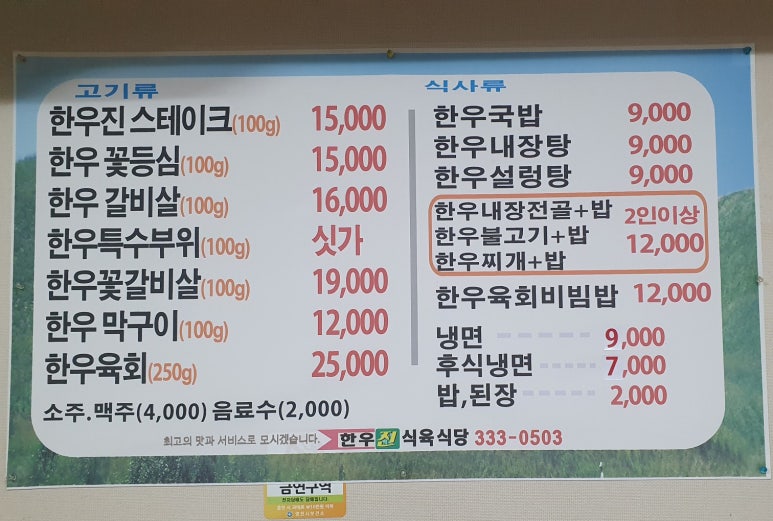 고기류
한우진 스테이크(100g) 15,000
한우 꽃등심(100g) 15,000
한우 갈비살(100g) 16,000
한우특수부위(100g) 싯가
한우꽃갈비살(100g) 19,000
한우 막구이(100g) 12,000
한우육회(250g) 25,000
소주.맥주(4,000) 음료수(2,000)
식사류
한우국밥 9,000
한우내장탕 9,000
한우설렁탕 9,000
한우내장전골+밥 2인이상
한우불고기+밥 12,000
한우찌개+밥
한우육회비빔밥 12,000
냉면 9,000
후식냉면 7,000
밥,된장 2,000
최고의 맛과 서비스로 모시겠습니다. 한우전 식육식당 333-0503
금연구역